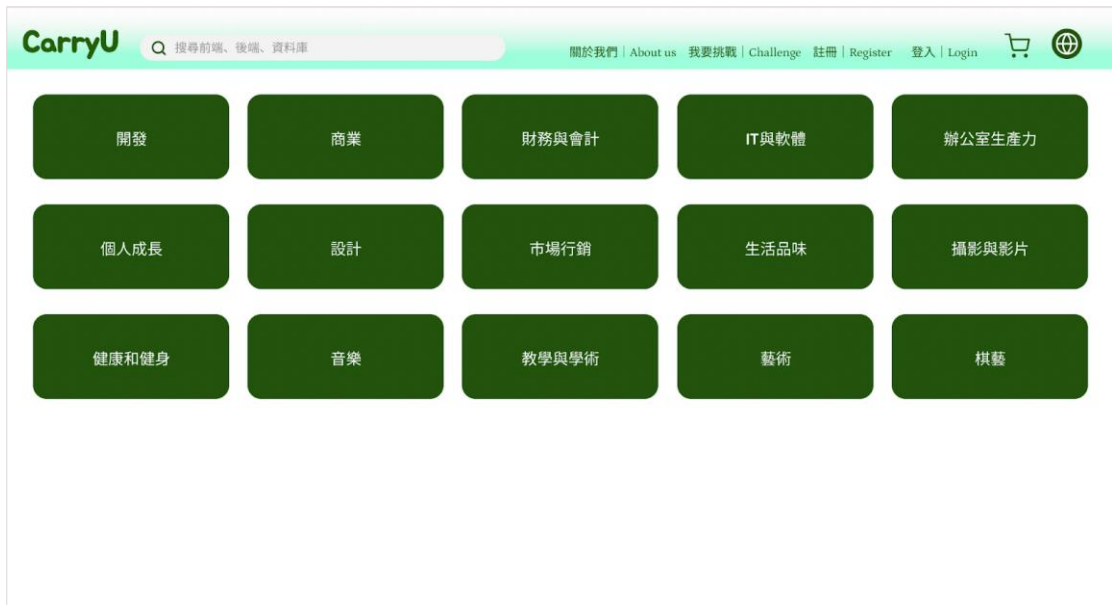 CarryU
搜尋前端、後端、資料庫
關於我們｜About us 我要挑戰｜Challenge 註冊｜Register 登入｜Login
開發
商業
財務與會計
IT與軟體
辦公室生產力
個人成長
設計
市場行銷
生活品味
攝影與影片
健康和健身
音樂
教學與學術
藝術
棋藝